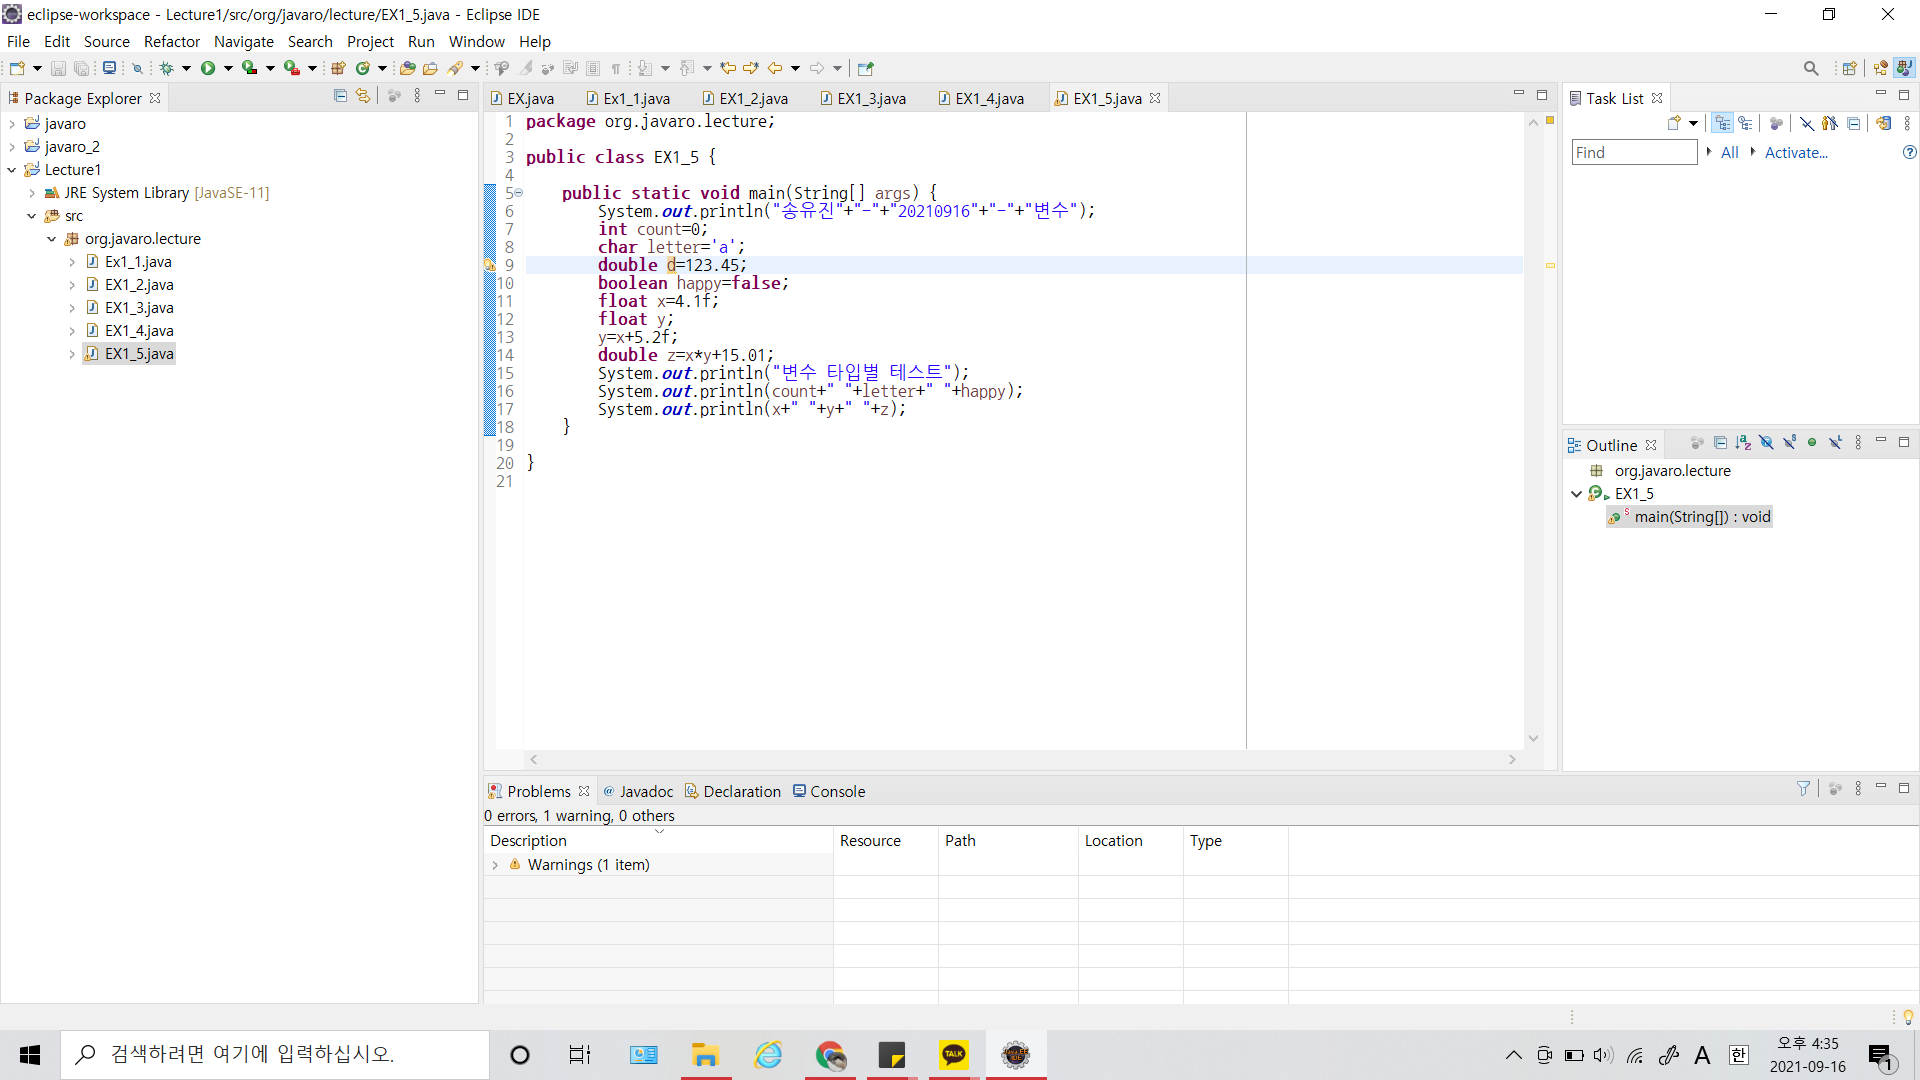 eclipse-workspace - Lecture1/src/org/javaro/lecture/EX1_5.java - Eclipse IDE
File Edit Source Refactor Navigate Search Project Run Window Help
Package Explorer
javaro
javaro_2
Lecture1
JRE System Library [JavaSE-11]
src
org.javaro.lecture
Ex1_1.java
EX1_2.java
EX1_3.java
EX1_4.java
EX1_5.java
EX.java Ex1_1.java EX1_2.java EX1_3.java EX1_4.java EX1_5.java
1 package org.javaro.lecture;
2
3 public class EX1_5 {
4
5 public static void main(String[] args) {
6 System.out.println("송유진"+"-"+"20210916"+"-"+"변수");
7 int count=0;
8 char letter='a';
9 double d=123.45;
10 boolean happy=false;
11 float x=4.1f;
12 float y;
13 y=x+5.2f;
14 double z=x*y+15.01;
15 System.out.println("변수 타입별 테스트");
16 System.out.println(count+" "+letter+" "+happy);
17 System.out.println(x+" "+y+" "+z);
18 }
19
20 }
21
Task List
Find All Activate...
Outline
org.javaro.lecture
EX1_5
main(String[]) : void
Problems Javadoc Declaration Console
0 errors, 1 warning, 0 others
Description Resource Path Location Type
Warnings (1 item)
검색하려면 여기에 입력하십시오.
TALK
A 한
오후 4:35
2021-09-16
1